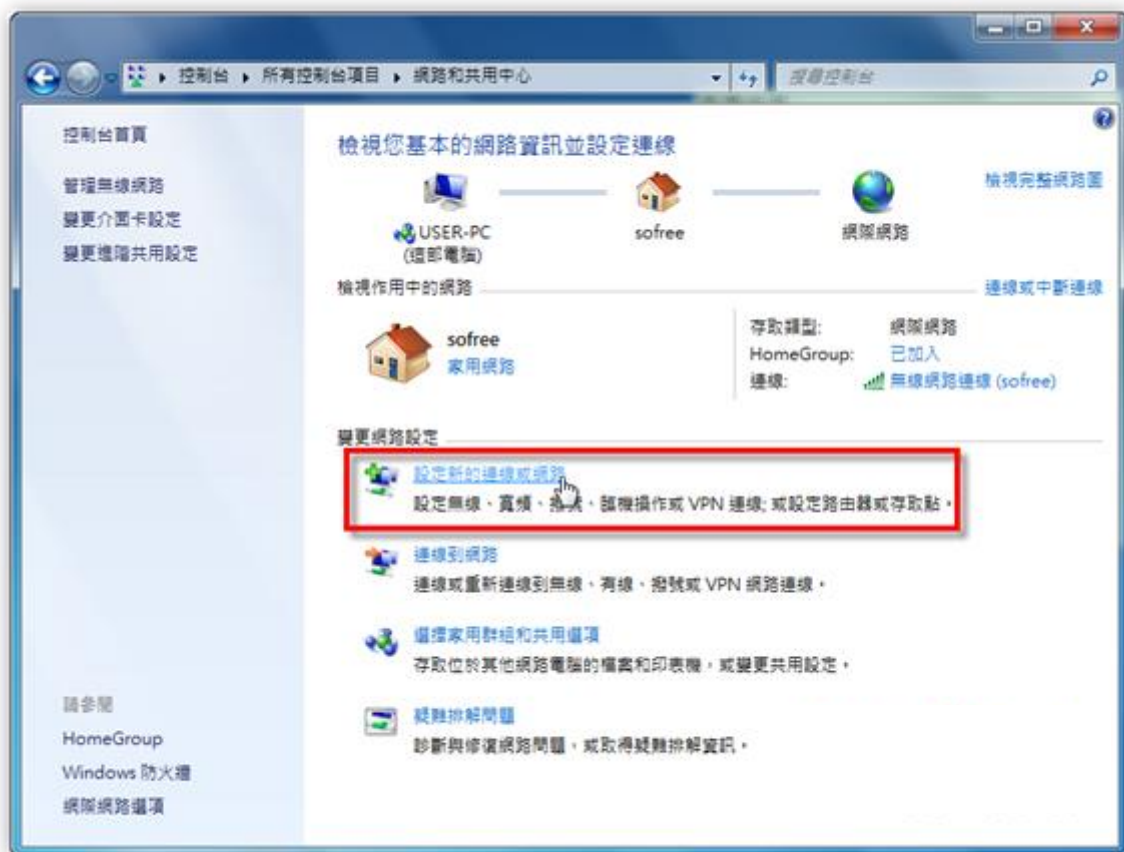 控制台 ▸ 所有控制台項目 ▸ 網路和共用中心
搜尋控制台
控制台首頁
管理無線網路
變更介面卡設定
變更進階共用設定
檢視您基本的網路資訊並設定連線
檢視完整網路圖
USER-PC
(這部電腦)
sofree
網際網路
檢視作用中的網路
連線或中斷連線
sofree
家用網路
存取類型: 網際網路
HomeGroup: 已加入
連線: 無線網路連線 (sofree)
變更網路設定
設定新的連線或網路
設定無線、寬頻、撥號、臨機操作或 VPN 連線; 或設定路由器或存取點。
連線到網路
連線或重新連線到無線、有線、撥號或 VPN 網路連線。
選擇家用群組和共用選項
存取位於其他網路電腦的檔案和印表機，或變更共用設定。
疑難排解問題
診斷與修復網路問題，或取得疑難排解資訊。
請參閱
HomeGroup
Windows 防火牆
網際網路選項